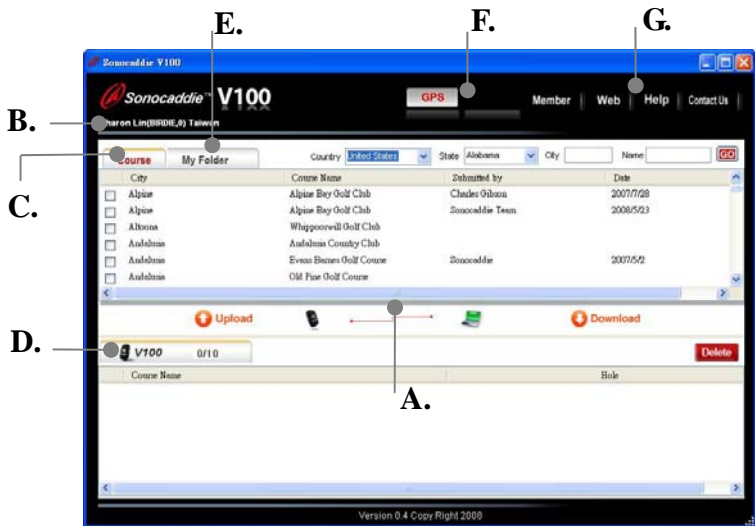 E.
F.
G.
Sonocaddie V100
Sonocaddie™ V100
GPS
Member Web Help Contact Us
B.
haron Lin(BIRDIE,0) Taiwan
Course My Folder Country United States State Alabama City Name GO
C.
City Course Name Submitted by Date
Alpine Alpine Bay Golf Club Charles Gibson 2007/7/28
Alpine Alpine Bay Golf Club Sonocaddie Team 2008/5/23
Altoona Whippoorwill Golf Club
Andalusia Andalusia Country Club
Andalusia Evans Barnes Golf Course Sonocaddie 2007/5/2
Andalusia Old Pine Golf Course
Upload Download
D.
V100 0/10 Delete
A.
Course Name Hole
Version 0.4 Copy Right 2008